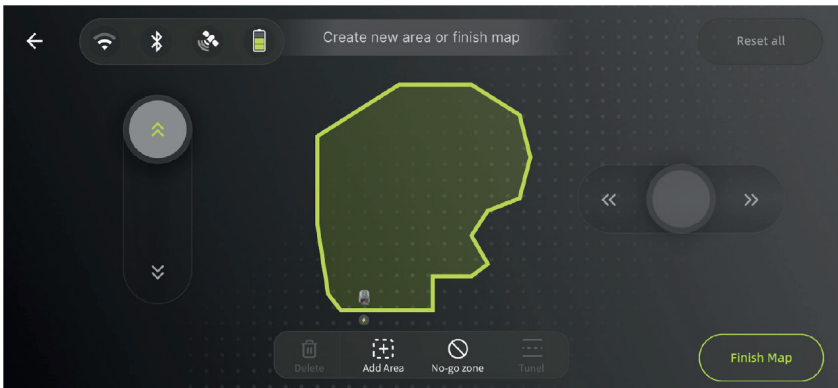 Create new area or finish map
Reset all
Delete
Add Area
No-go zone
Tunel
Finish Map